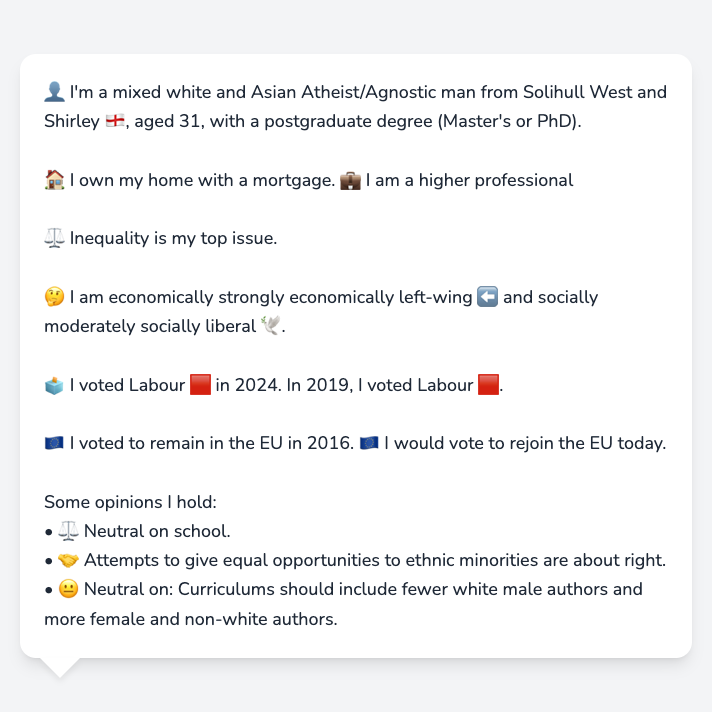 👤 I'm a mixed white and Asian Atheist/Agnostic man from Solihull West and
Shirley 🏴󠁧󠁢󠁥󠁮󠁧󠁿, aged 31, with a postgraduate degree (Master's or PhD).
🏠 I own my home with a mortgage. 💼 I am a higher professional
⚖️ Inequality is my top issue.
🤔 I am economically strongly economically left-wing ⬅️ and socially
moderately socially liberal 🕊️.
🗳️ I voted Labour 🟥 in 2024. In 2019, I voted Labour 🟥.
🇪🇺 I voted to remain in the EU in 2016. 🇪🇺 I would vote to rejoin the EU today.
Some opinions I hold:
• ⚖️ Neutral on school.
• 🤝 Attempts to give equal opportunities to ethnic minorities are about right.
• 😐 Neutral on: Curriculums should include fewer white male authors and
more female and non-white authors.